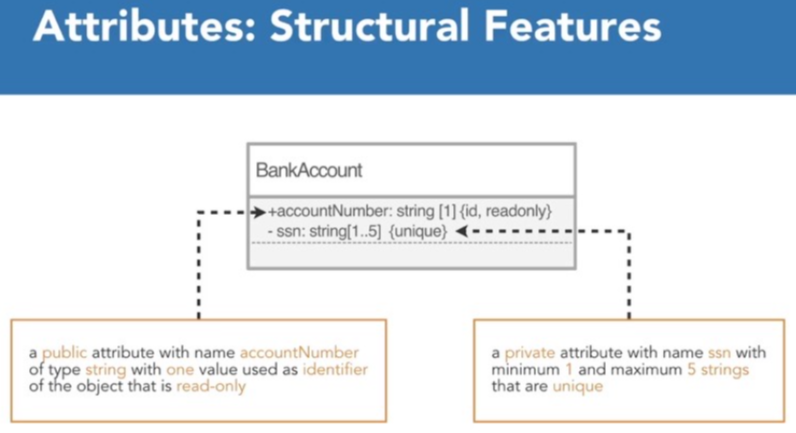 Attributes: Structural Features
BankAccount
+accountNumber: string [1] {id, readonly}
- ssn: string[1..5] {unique}
a public attribute with name accountNumber
of type string with one value used as identifier
of the object that is read-only
a private attribute with name ssn with
minimum 1 and maximum 5 strings
that are unique